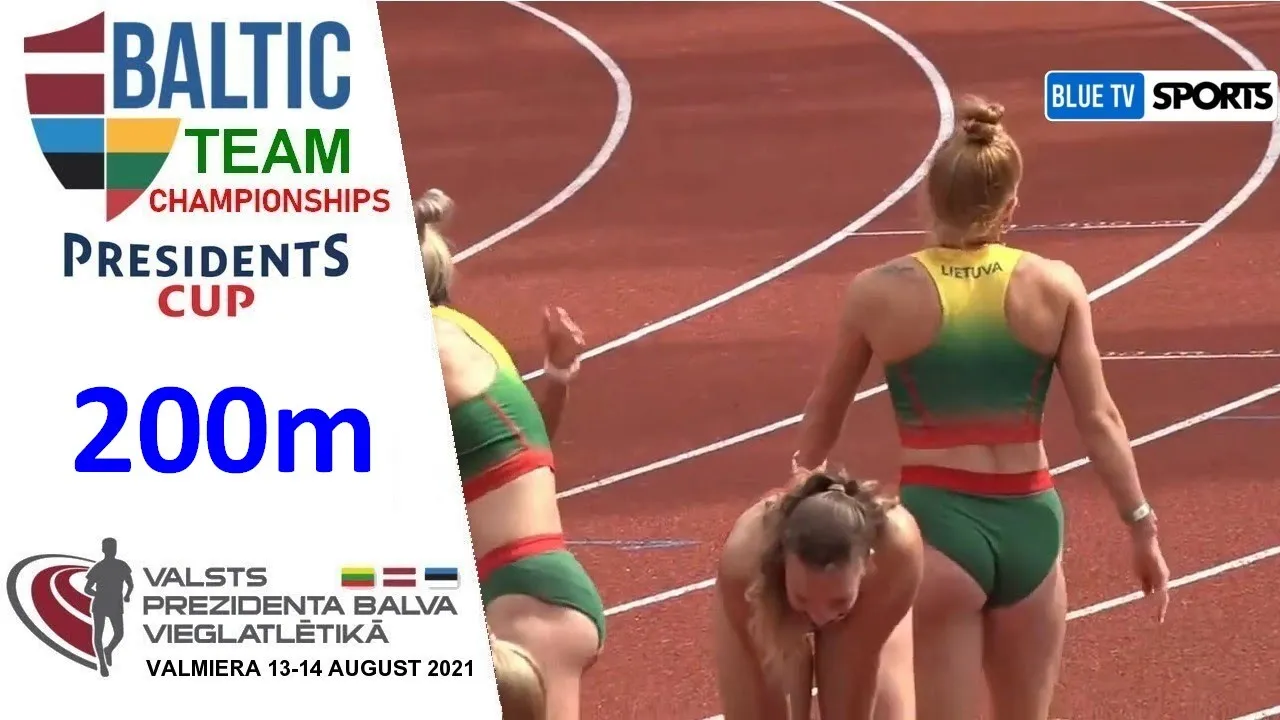 BALTIC
TEAM
CHAMPIONSHIPS
PRESIDENTS
CUP
200m
VALSTS
PREZIDENTA BALVA
VIEGLATLĒTIKĀ
VALMIERA 13-14 AUGUST 2021
BLUE TV SPORTS
LIETUVA